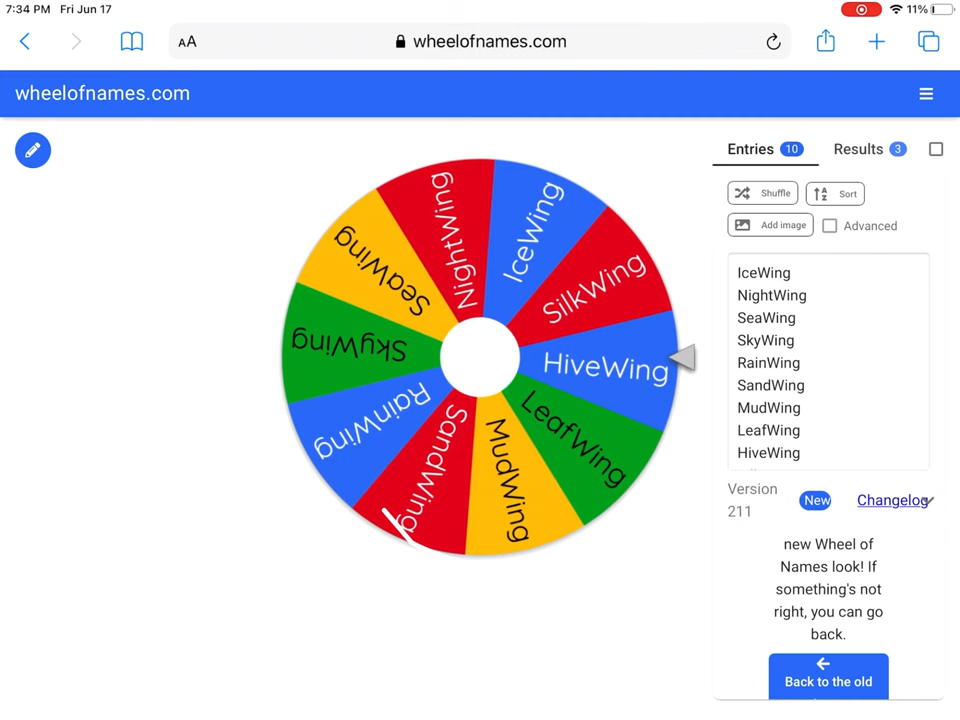 7:34 PM Fri Jun 17
11%
AA
wheelofnames.com
wheelofnames.com
Entries 10
Results 3
Shuffle
Sort
Add image
Advanced
IceWing
NightWing
SeaWing
SkyWing
RainWing
SandWing
MudWing
LeafWing
HiveWing
NightWing
IceWing
SilkWing
HiveWing
LeafWing
MudWing
SandWing
RainWing
SkyWing
SeaWing
Version
211
New
Changelog
new Wheel of
Names look! If
something's not
right, you can go
back.
Back to the old